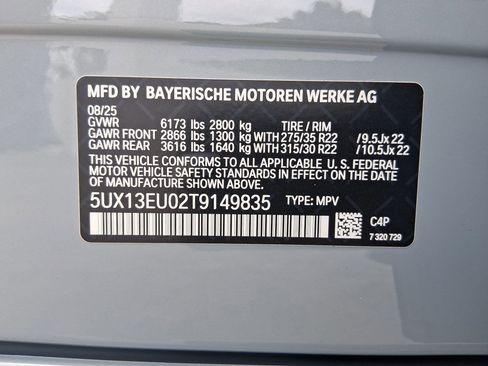 MFD BY BAYERISCHE MOTOREN WERKE AG
08/25
GVWR 6173 lbs 2800 kg TIRE / RIM
GAWR FRONT 2866 lbs 1300 kg WITH 275/35 R22 /9.5Jx 22
GAWR REAR 3616 lbs 1640 kg WITH 315/30 R22 /10.5Jx 22
THIS VEHICLE CONFORMS TO ALL APPLICABLE U. S. FEDERAL
MOTOR VEHICLE SAFETY STANDARDS IN EFFECT ON THE DATE
OF MANUFACTURE SHOWN ABOVE.
5UX13EU02T9149835 TYPE: MPV
C4P
7 320 729